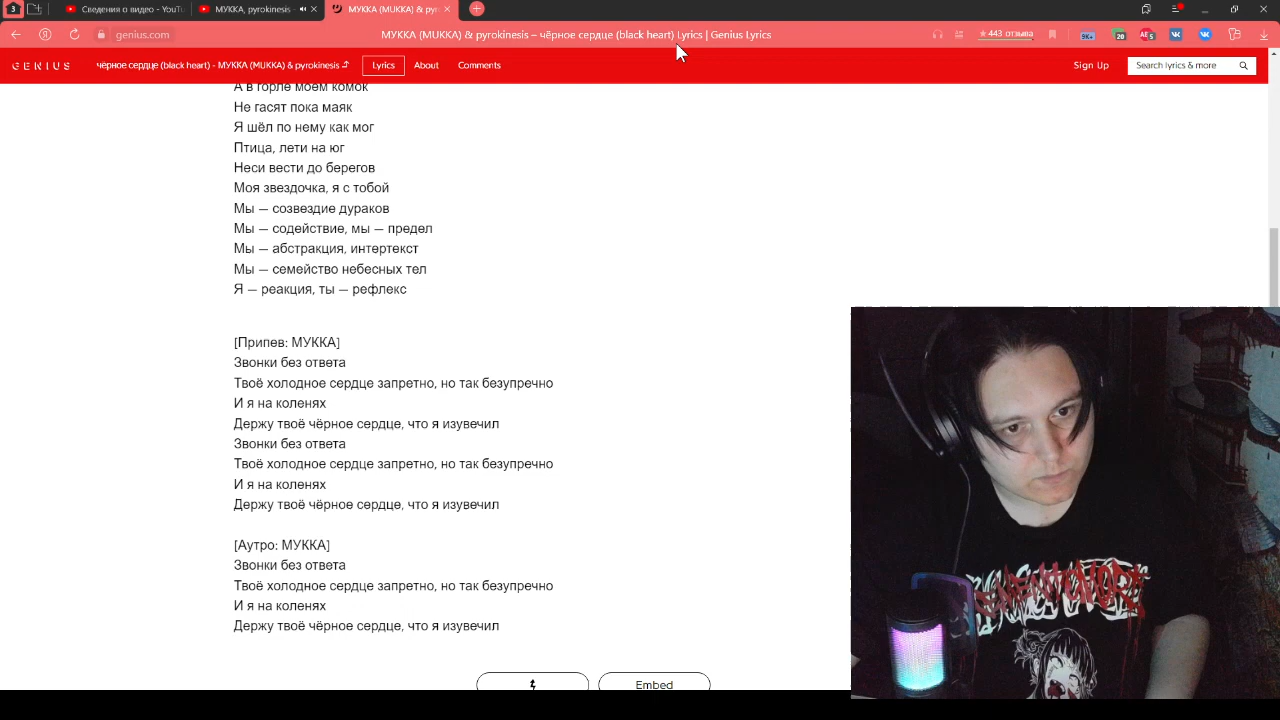 3
Сведения о видео - YouTu
МУККА, pyrokinesis -
МУККА (MUKKA) & pyr
genius.com
МУККА (MUKKA) & pyrokinesis – чёрное сердце (black heart) Lyrics | Genius Lyrics
★ 443 отзыва
9K+
20
5
GENIUS
чёрное сердце (black heart) - МУККА (MUKKA) & pyrokinesis
Lyrics
About
Comments
Sign Up
Search lyrics & more
А в горле моём комок
Не гасят пока маяк
Я шёл по нему как мог
Птица, лети на юг
Неси вести до берегов
Моя звездочка, я с тобой
Мы — созвездие дураков
Мы — содействие, мы — предел
Мы — абстракция, интертекст
Мы — семейство небесных тел
Я — реакция, ты — рефлекс
[Припев: МУККА]
Звонки без ответа
Твоё холодное сердце запретно, но так безупречно
И я на коленях
Держу твоё чёрное сердце, что я изувечил
Звонки без ответа
Твоё холодное сердце запретно, но так безупречно
И я на коленях
Держу твоё чёрное сердце, что я изувечил
[Аутро: МУККА]
Звонки без ответа
Твоё холодное сердце запретно, но так безупречно
И я на коленях
Держу твоё чёрное сердце, что я изувечил
Embed